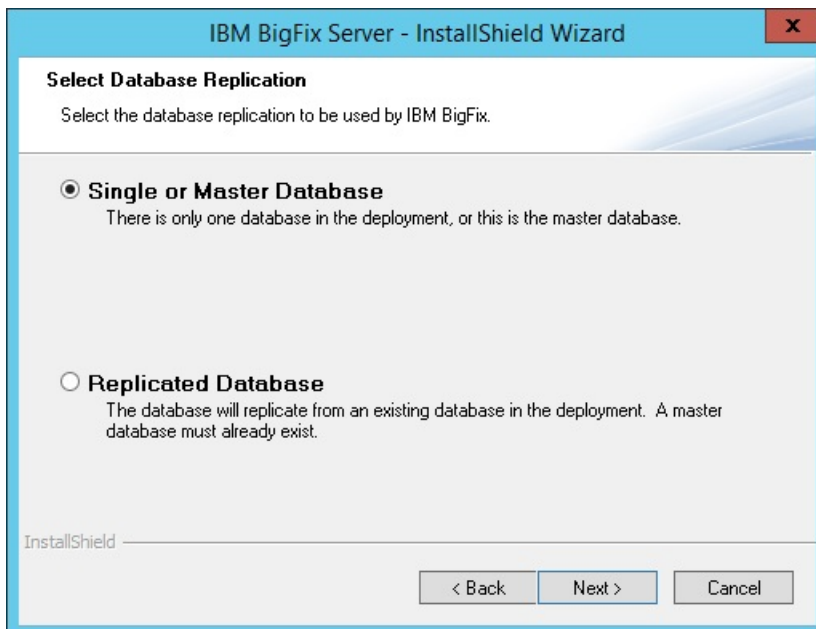 IBM BigFix Server - InstallShield Wizard
x
Select Database Replication
Select the database replication to be used by IBM BigFix.
Single or Master Database
There is only one database in the deployment, or this is the master database.
Replicated Database
The database will replicate from an existing database in the deployment. A master
database must already exist.
InstallShield
< Back
Next >
Cancel